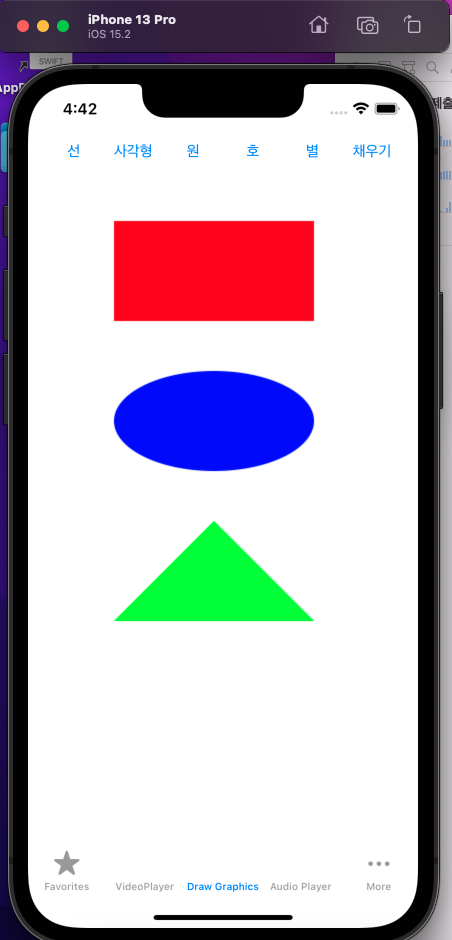 iPhone 13 Pro
iOS 15.2
SWIFT
4:42
선 사각형 원 호 별 채우기
Favorites VideoPlayer Draw Graphics Audio Player More